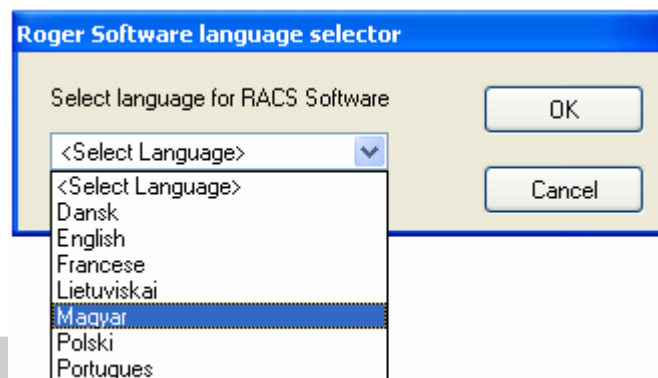 Roger Software language selector
Select language for RACS Software
OK
<Select Language>
Cancel
<Select Language>
Dansk
English
Francese
Lietuviskai
Magyar
Polski
Portugues